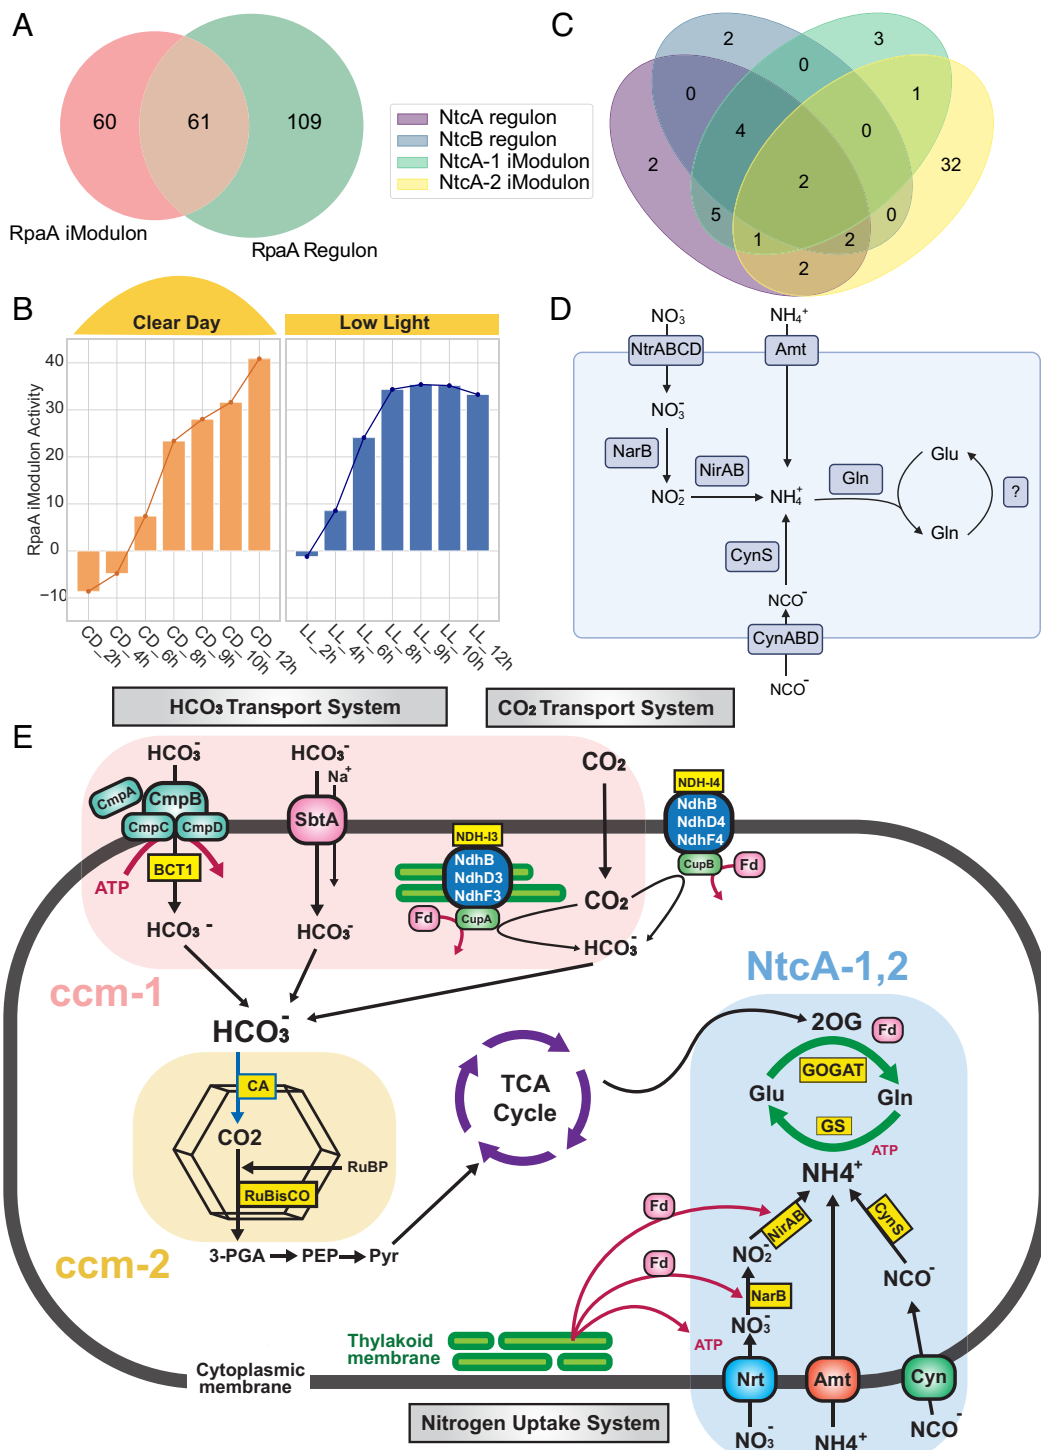 A
60
61
109
RpaA iModulon
RpaA Regulon
NtcA regulon
NtcB regulon
NtcA-1 iModulon
NtcA-2 iModulon
C
2
3
0
0
1
4
0
2
32
2
5
0
1
2
2
B
Clear Day
Low Light
RpaA iModulon Activity
40
30
20
10
0
−10
CD_2h
CD_4h
CD_6h
CD_8h
CD_9h
CD_10h
CD_12h
LL_2h
LL_4h
LL_6h
LL_8h
LL_9h
LL_10h
LL_12h
D
NO₃⁻
NH₄⁺
NtrABCD
Amt
NO₃⁻
NarB
NirAB
NO₂⁻
NH₄⁺
Gln
Glu
?
Gln
CynS
NCO⁻
CynABD
NCO⁻
HCO₃ Transport System
CO₂ Transport System
E
HCO₃⁻
HCO₃⁻
Na⁺
CO₂
CmpA
CmpB
CmpC
CmpD
SbtA
BCT1
ATP
HCO₃⁻
HCO₃⁻
NDH-I3
NdhB
NdhD3
NdhF3
Fd
CupA
CO₂
HCO₃⁻
NDH-I4
NdhB
NdhD4
NdhF4
CupB
Fd
ccm-1
NtcA-1,2
HCO₃⁻
CA
CO2
RuBP
RuBisCO
ccm-2
3-PGA
PEP
Pyr
TCA
Cycle
2OG
Fd
GOGAT
Glu
Gln
GS
ATP
NH4⁺
Fd
NirAB
CynS
NO₂⁻
NCO⁻
Fd
NarB
NO₃⁻
ATP
Thylakoid
membrane
Cytoplasmic
membrane
Nrt
Amt
Cyn
Nitrogen Uptake System
NO₃⁻
NH4⁺
NCO⁻